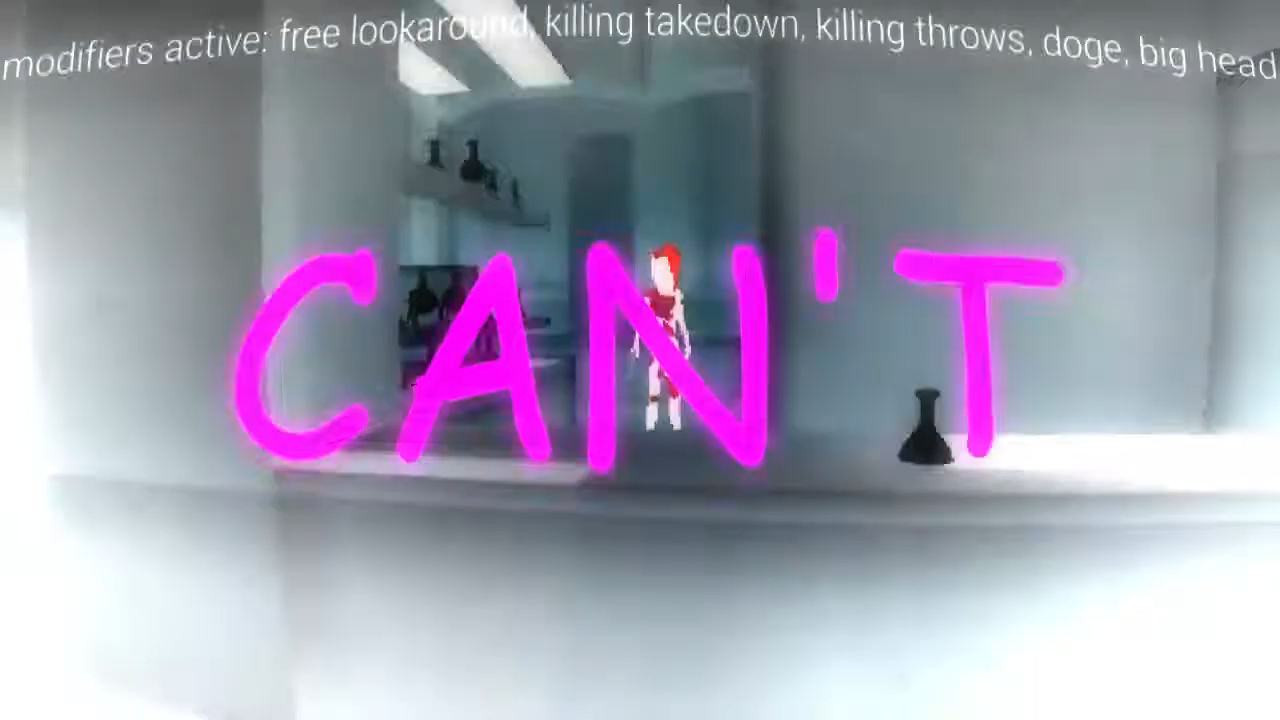 modifiers active: free lookaround, killing takedown, killing throws, doge, big head
CAN'T